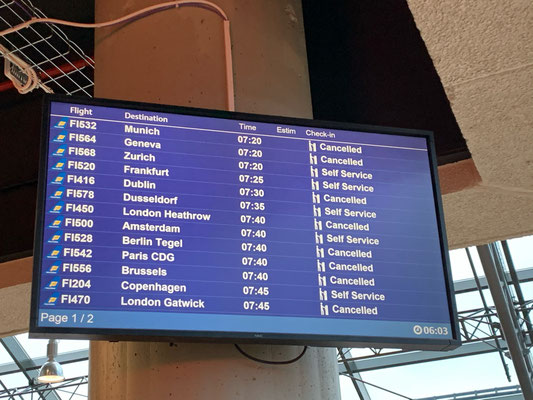 Flight Destination Time Estim Check-in
FI532 Munich 07:20 Cancelled
FI564 Geneva 07:20 Cancelled
FI568 Zurich 07:20 Self Service
FI520 Frankfurt 07:25 Self Service
FI416 Dublin 07:30 Cancelled
FI578 Dusseldorf 07:35 Self Service
FI450 London Heathrow 07:40 Cancelled
FI500 Amsterdam 07:40 Self Service
FI528 Berlin Tegel 07:40 Cancelled
FI542 Paris CDG 07:40 Cancelled
FI556 Brussels 07:40 Cancelled
FI204 Copenhagen 07:45 Self Service
FI470 London Gatwick 07:45 Cancelled
Page 1 / 2 06:03